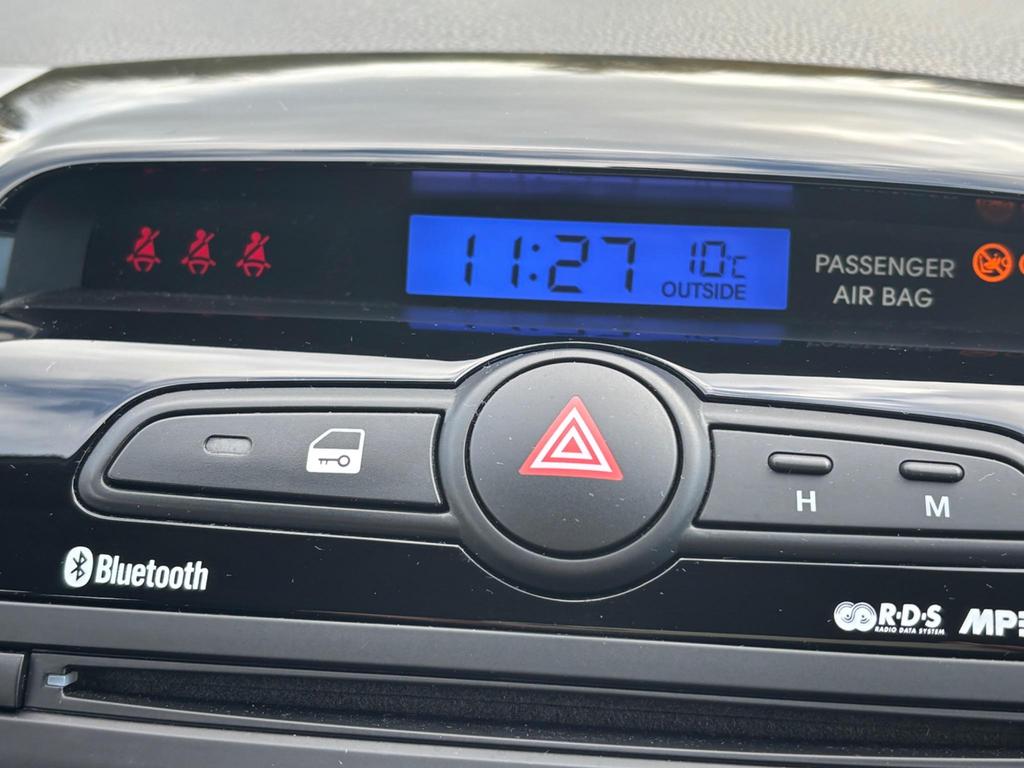 11:27 10°C
OUTSIDE
PASSENGER
AIR BAG
H M
Bluetooth
R·D·S
RADIO DATA SYSTEM
MP3